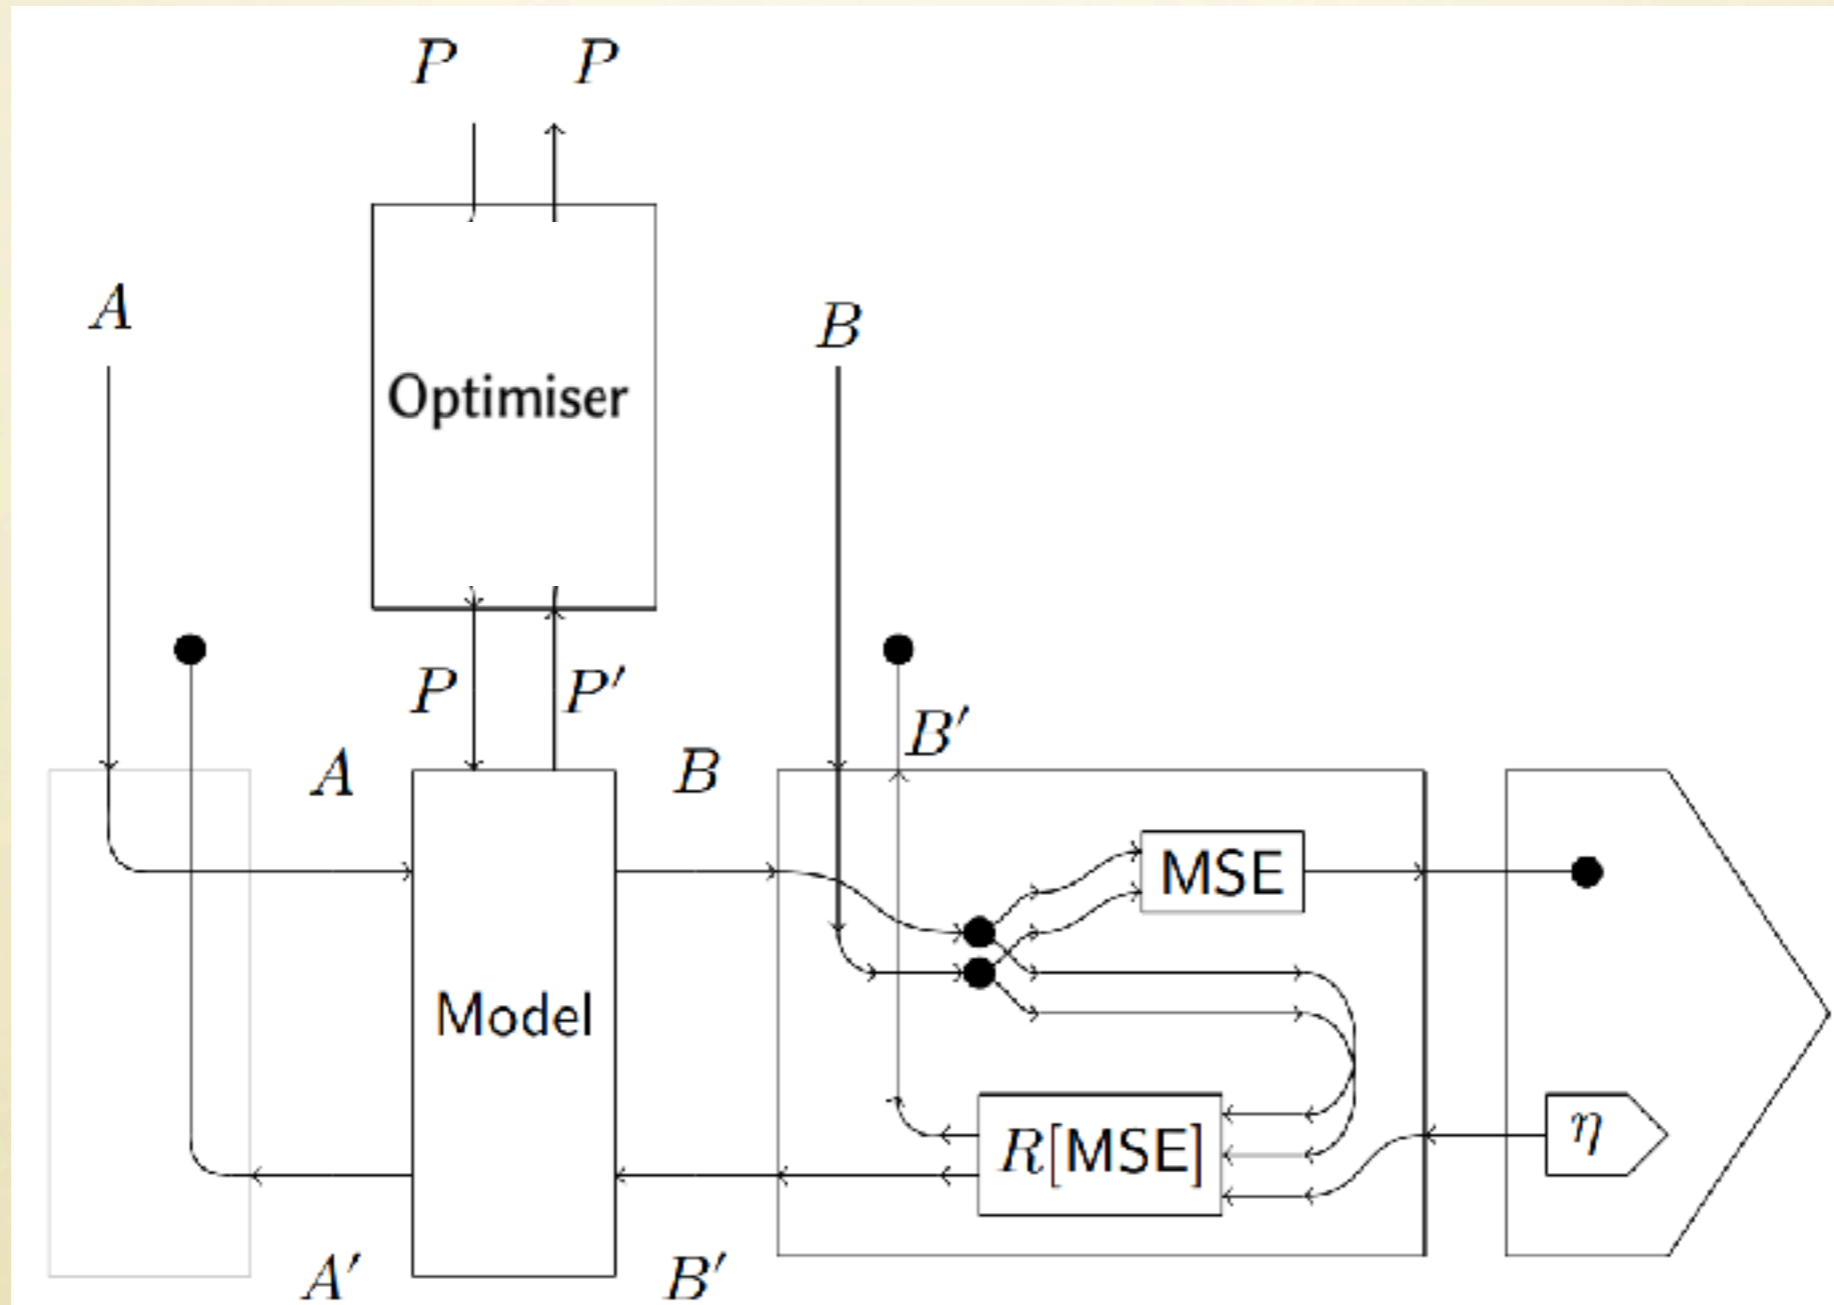 P P
A
B
Optimiser
P P′
B′
A B
MSE
Model
R[MSE]
η
A′ B′